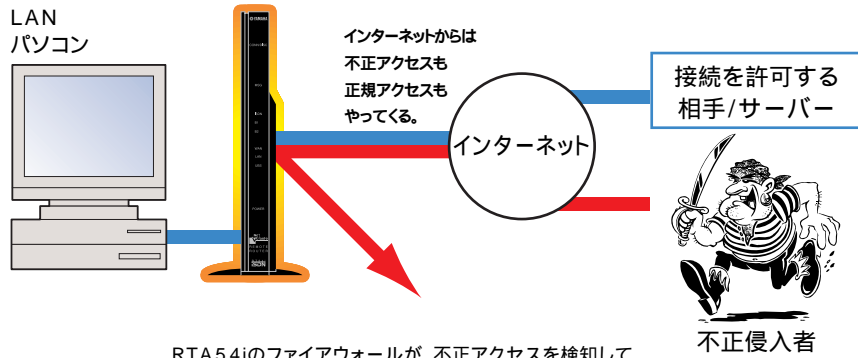 LAN
パソコン
インターネットからは
不正アクセスも
正規アクセスも
やってくる。
接続を許可する
相手/サーバー
インターネット
YAMAHA
POWER
不正侵入者
RTA54iのファイアウォールが、不正アクセスを検知して